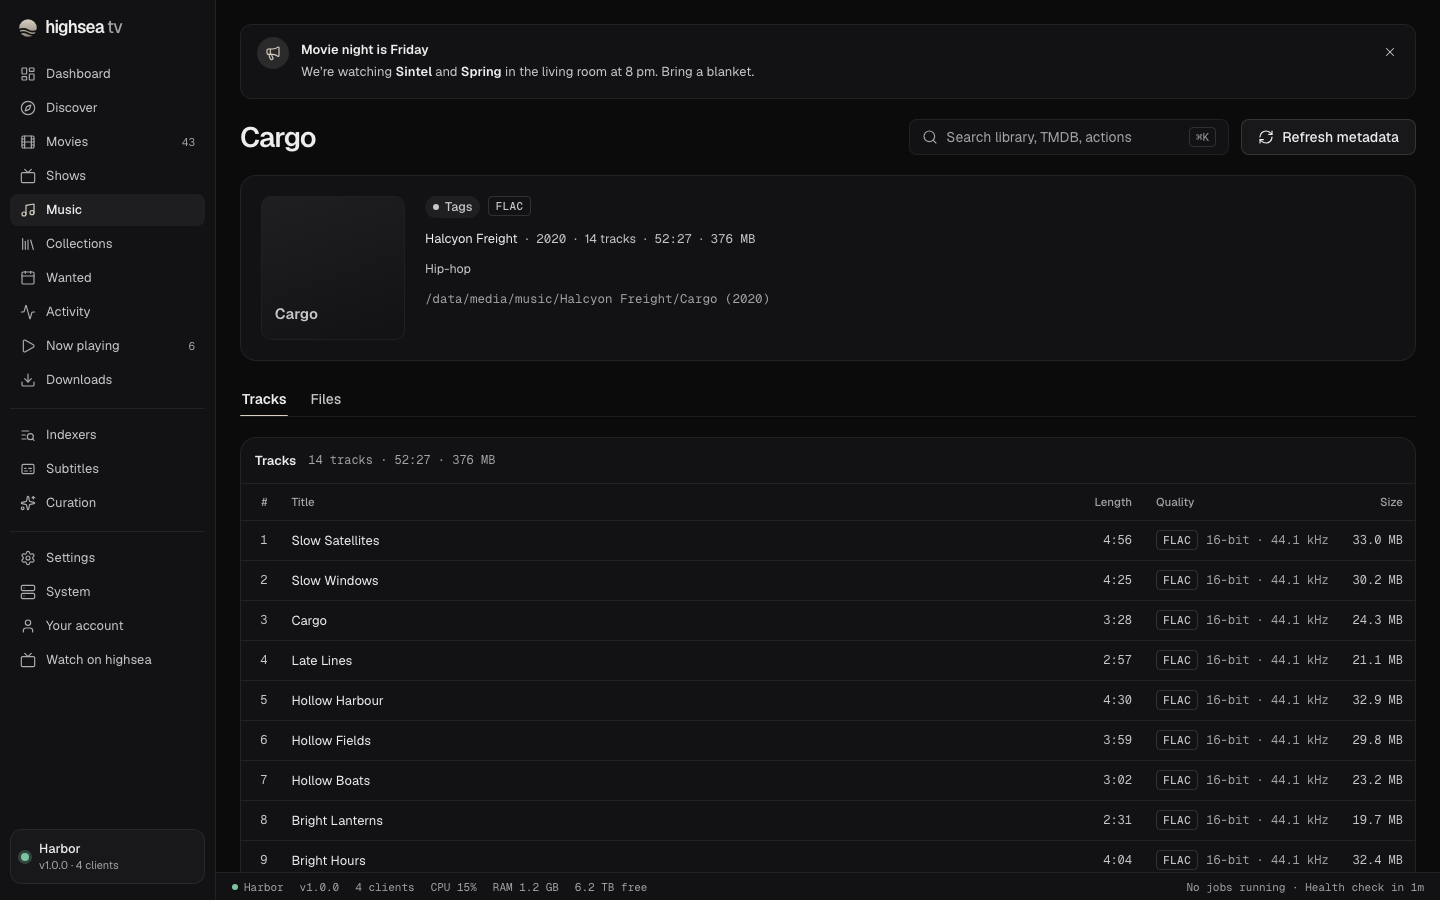 highsea tv
Dashboard
Discover
Movies 43
Shows
Music
Collections
Wanted
Activity
Now playing 6
Downloads
Indexers
Subtitles
Curation
Settings
System
Your account
Watch on highsea
Harbor
v1.0.0 · 4 clients
Movie night is Friday
We're watching Sintel and Spring in the living room at 8 pm. Bring a blanket.
Cargo
Search library, TMDB, actions ⌘K
Refresh metadata
Cargo
Tags FLAC
Halcyon Freight · 2020 · 14 tracks · 52:27 · 376 MB
Hip-hop
/data/media/music/Halcyon Freight/Cargo (2020)
Tracks Files
Tracks 14 tracks · 52:27 · 376 MB
# Title Length Quality Size
1 Slow Satellites 4:56 FLAC 16-bit · 44.1 kHz 33.0 MB
2 Slow Windows 4:25 FLAC 16-bit · 44.1 kHz 30.2 MB
3 Cargo 3:28 FLAC 16-bit · 44.1 kHz 24.3 MB
4 Late Lines 2:57 FLAC 16-bit · 44.1 kHz 21.1 MB
5 Hollow Harbour 4:30 FLAC 16-bit · 44.1 kHz 32.9 MB
6 Hollow Fields 3:59 FLAC 16-bit · 44.1 kHz 29.8 MB
7 Hollow Boats 3:02 FLAC 16-bit · 44.1 kHz 23.2 MB
8 Bright Lanterns 2:31 FLAC 16-bit · 44.1 kHz 19.7 MB
9 Bright Hours 4:04 FLAC 16-bit · 44.1 kHz 32.4 MB
Harbor v1.0.0 4 clients CPU 15% RAM 1.2 GB 6.2 TB free No jobs running · Health check in 1m